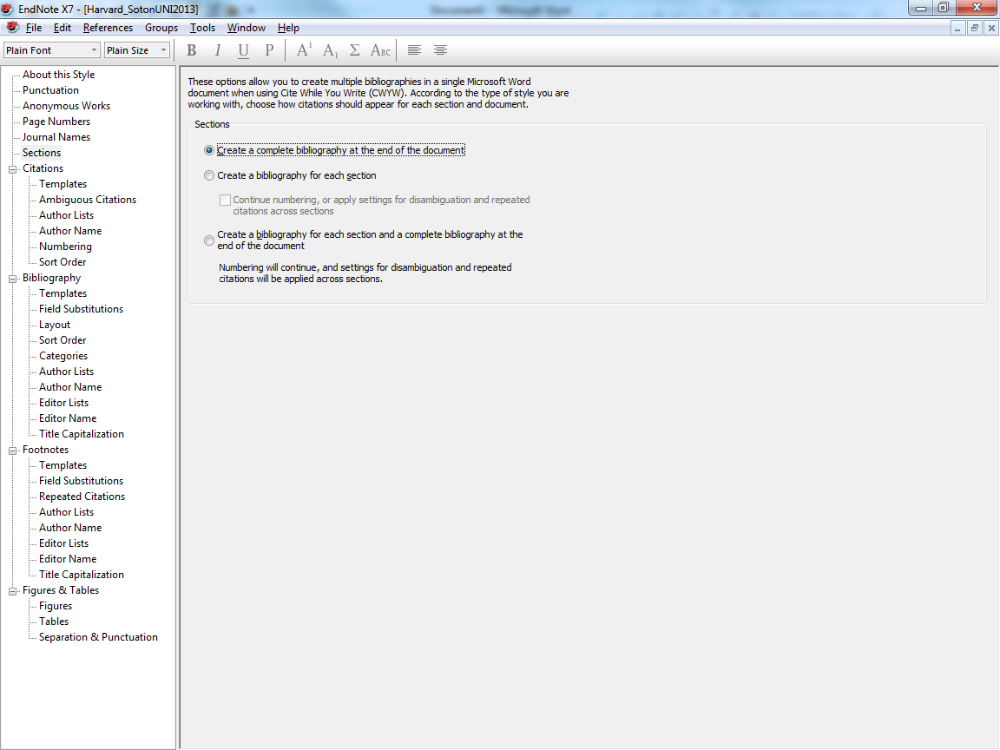 EndNote X7 - [Harvard_SotonUNI2013]
File Edit References Groups Tools Window Help
Plain Font Plain Size B I U P A1 A1 Σ ABC
About this Style
Punctuation
Anonymous Works
Page Numbers
Journal Names
Sections
Citations
Templates
Ambiguous Citations
Author Lists
Author Name
Numbering
Sort Order
Bibliography
Templates
Field Substitutions
Layout
Sort Order
Categories
Author Lists
Author Name
Editor Lists
Editor Name
Title Capitalization
Footnotes
Templates
Field Substitutions
Repeated Citations
Author Lists
Author Name
Editor Lists
Editor Name
Title Capitalization
Figures & Tables
Figures
Tables
Separation & Punctuation
These options allow you to create multiple bibliographies in a single Microsoft Word
document when using Cite While You Write (CWYW). According to the type of style you are
working with, choose how citations should appear for each section and document.
Sections
Create a complete bibliography at the end of the document
Create a bibliography for each section
Continue numbering, or apply settings for disambiguation and repeated
citations across sections
Create a bibliography for each section and a complete bibliography at the
end of the document
Numbering will continue, and settings for disambiguation and repeated
citations will be applied across sections.